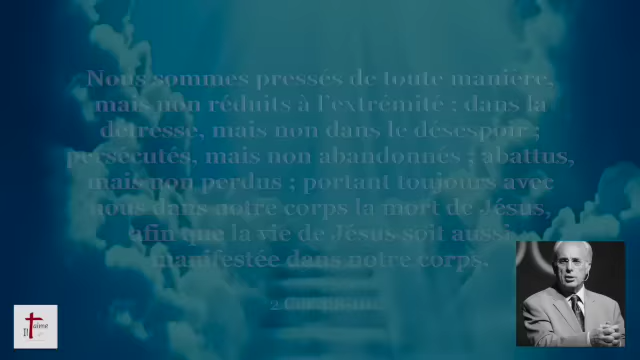 Nous sommes pressés de toute manière,
mais non réduits à l'extrémité ; dans la
détresse, mais non dans le désespoir ;
persécutés, mais non abandonnés ; abattus,
mais non perdus ; portant toujours avec
nous dans notre corps la mort de Jésus,
afin que la vie de Jésus soit aussi
manifestée dans notre corps.